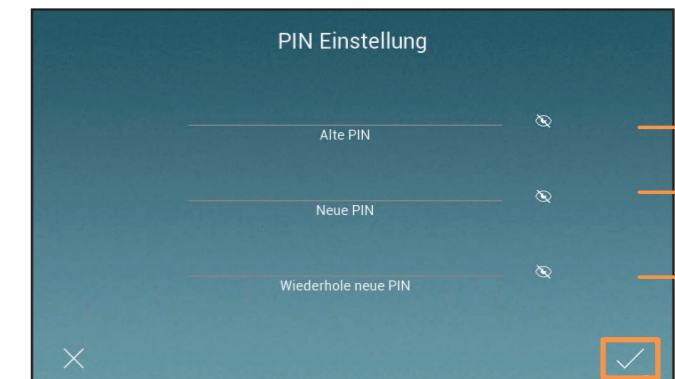 PIN Einstellung
Alte PIN
Neue PIN
Wiederhole neue PIN